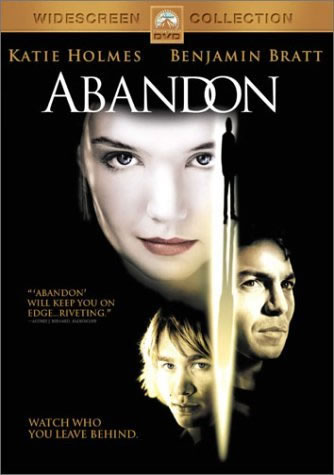 WIDESCREEN COLLECTION
DVD
KATIE HOLMES BENJAMIN BRATT
ABANDON
"'ABANDON'
WILL KEEP YOU ON
EDGE...RIVETING."
WATCH WHO
YOU LEAVE BEHIND.